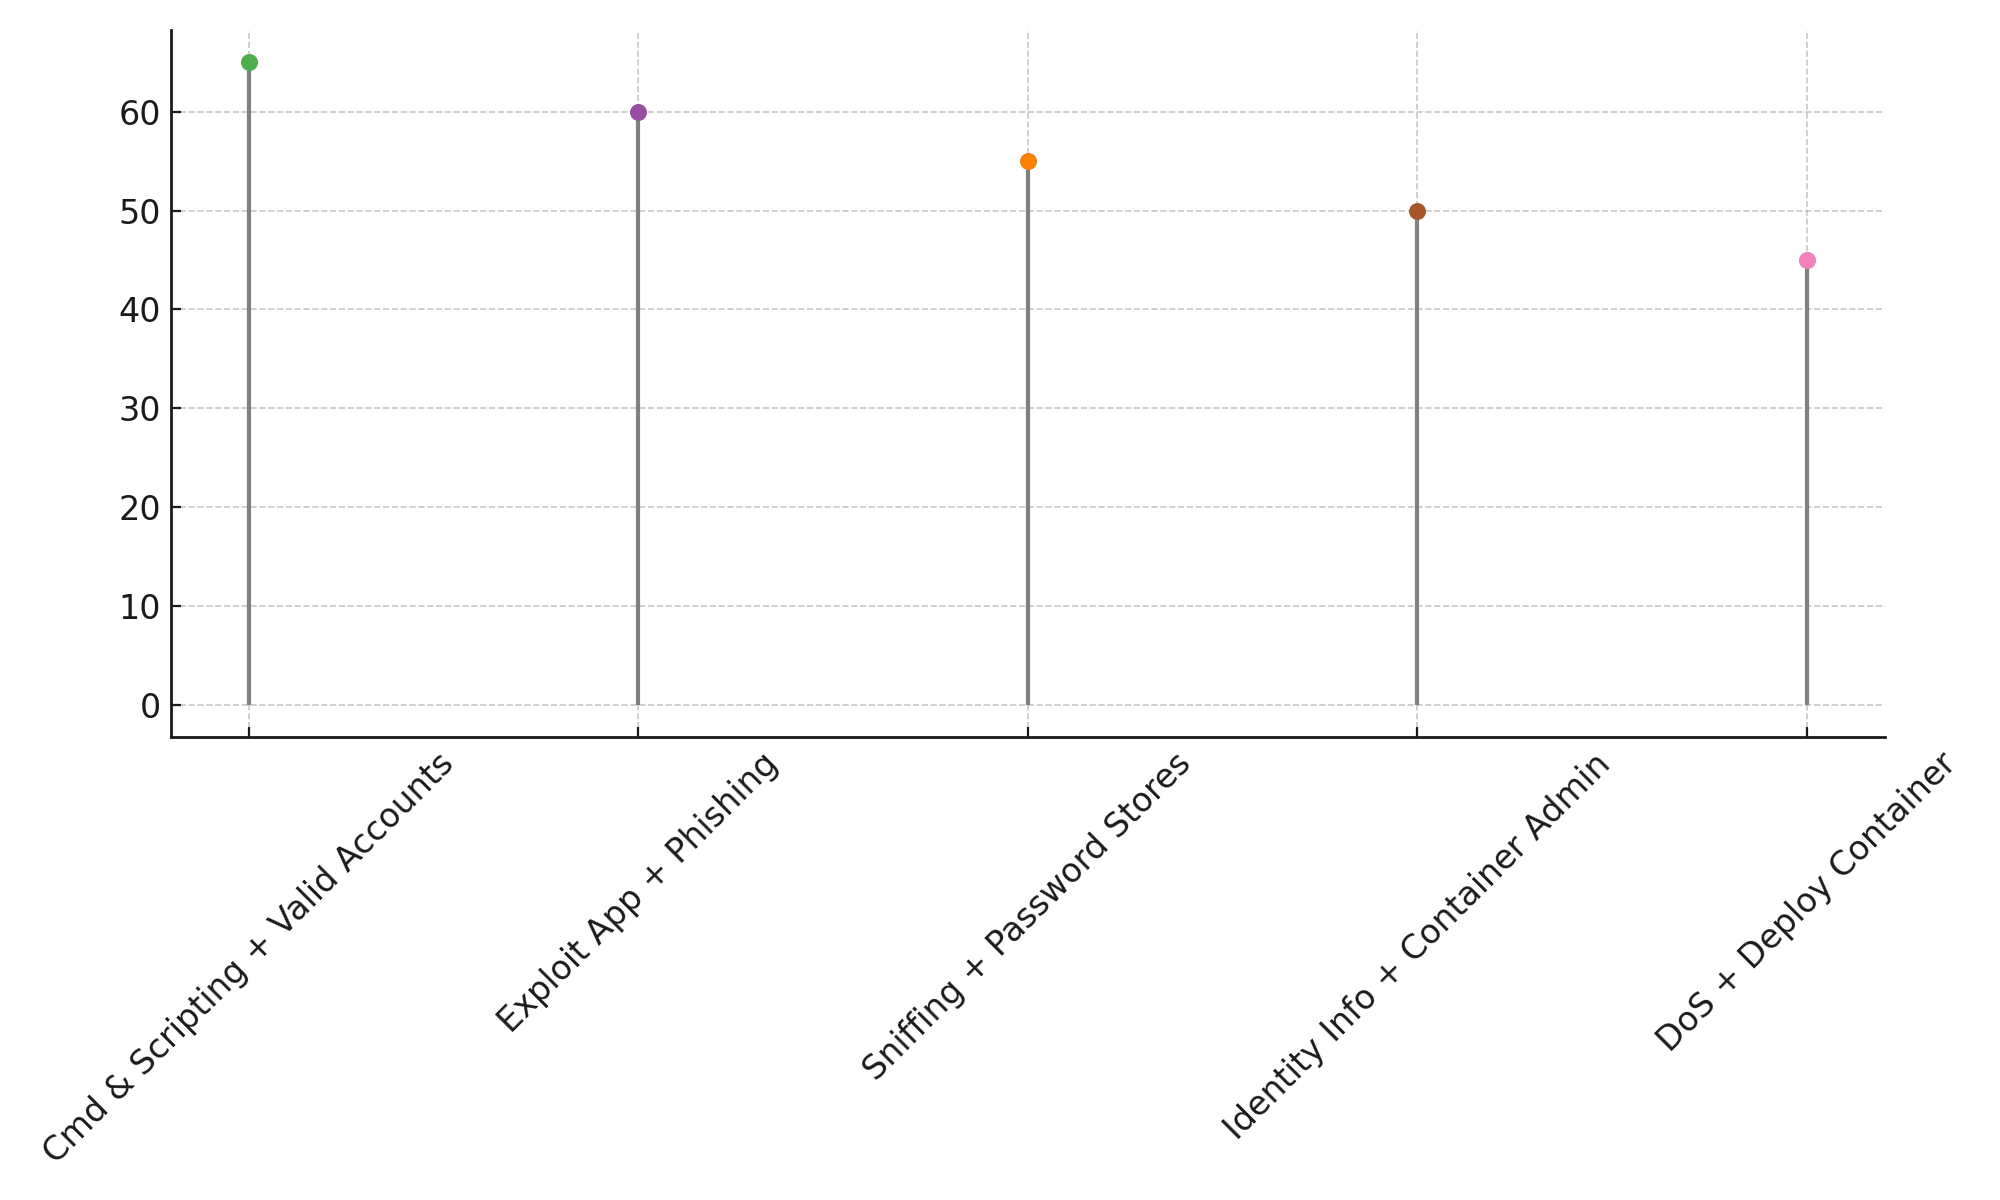 60
50
40
30
20
10
0
Cmd & Scripting + Valid Accounts
Exploit App + Phishing
Sniffing + Password Stores
Identity Info + Container Admin
DoS + Deploy Container